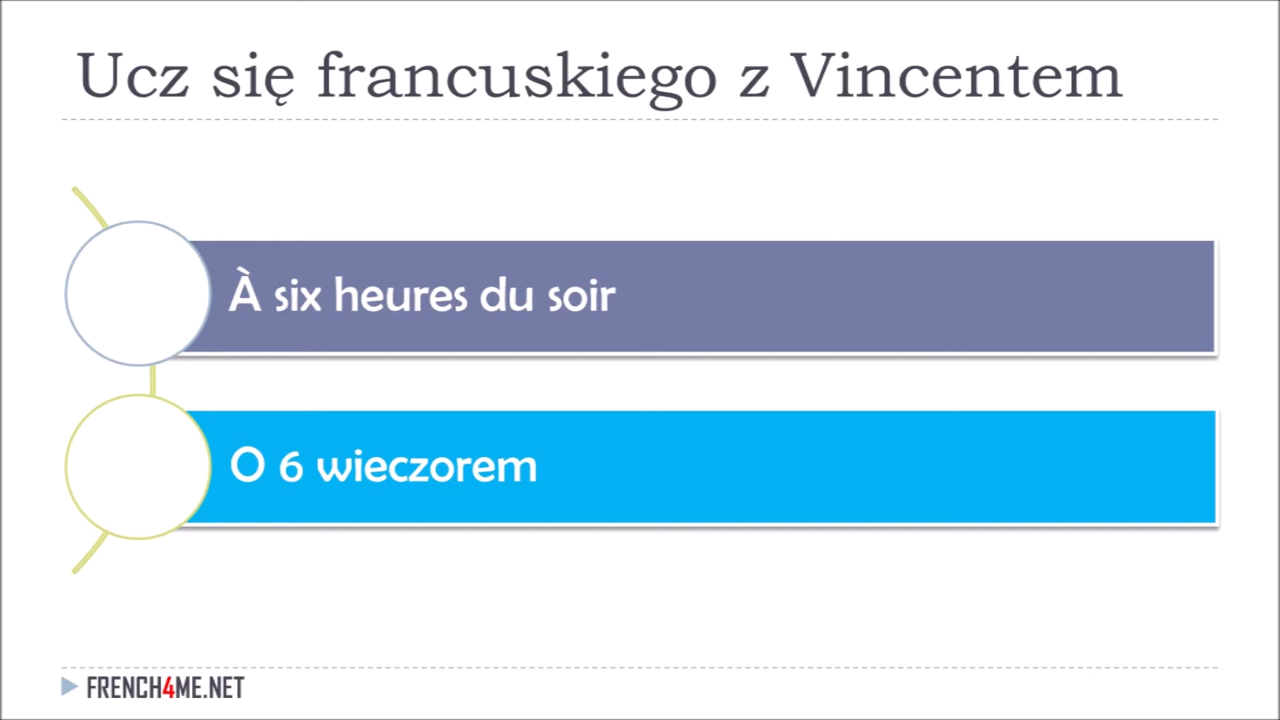 Ucz się francuskiego z Vincentem
À six heures du soir
O 6 wieczorem
FRENCH4ME.NET